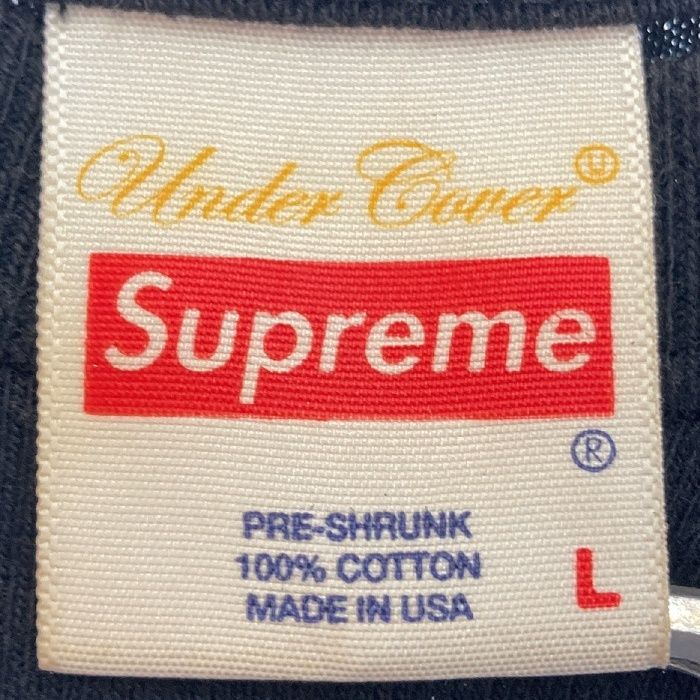 Under Cover Ⓤ
Supreme
®
PRE-SHRUNK
100% COTTON
MADE IN USA
L